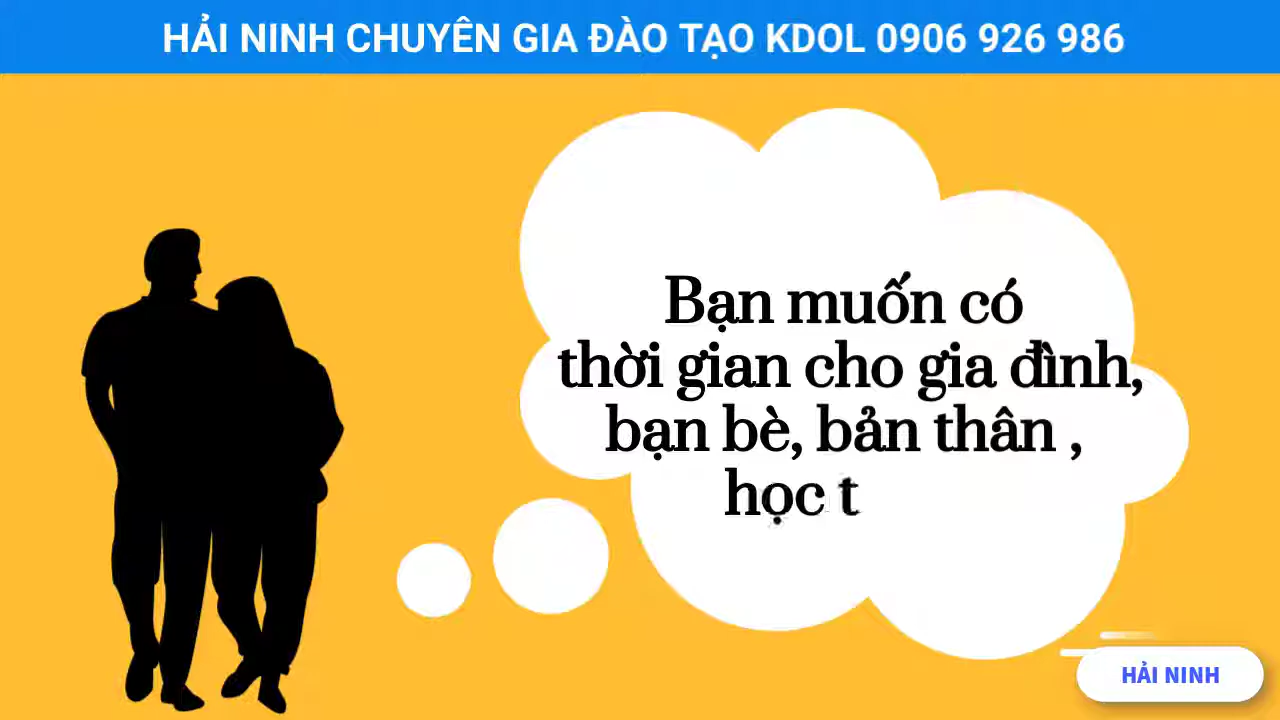 HẢI NINH CHUYÊN GIA ĐÀO TẠO KDOL 0906 926 986
Bạn muốn có
thời gian cho gia đình,
bạn bè, bản thân ,
học t
HẢI NINH